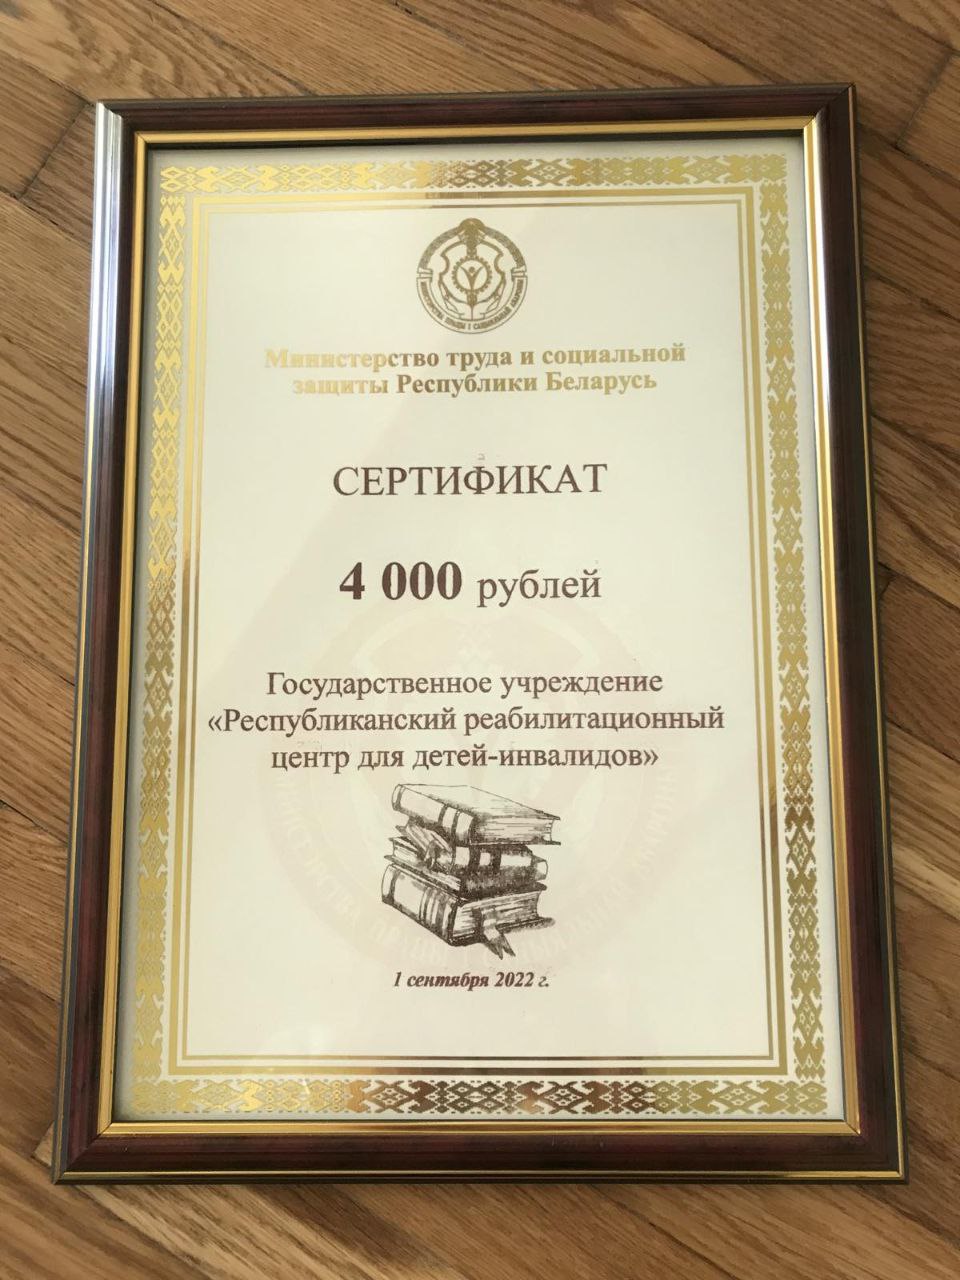 Министерство труда и социальной
защиты Республики Беларусь
СЕРТИФИКАТ
4 000 рублей
Государственное учреждение
«Республиканский реабилитационный
центр для детей-инвалидов»
1 сентября 2022 г.